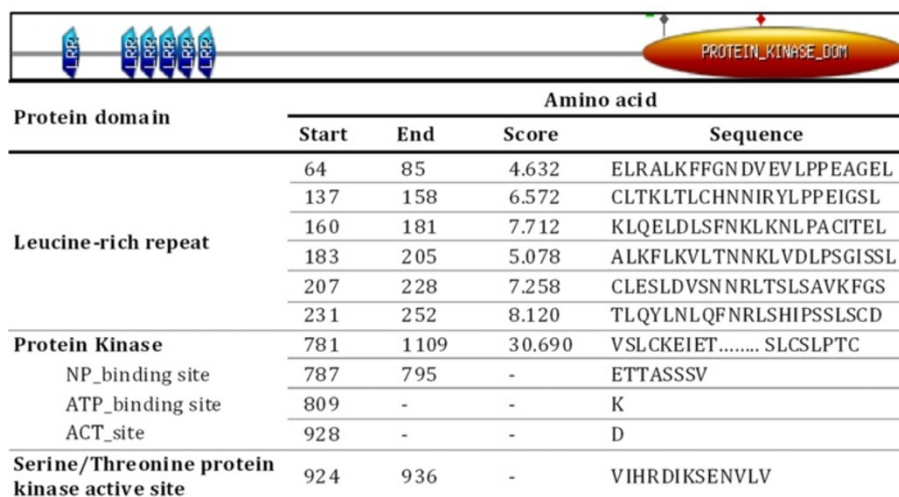 LRR LRR LRR LRR LRR LRR PROTEIN_KINASE_DOM
Protein domain Amino acid
Start End Score Sequence
Leucine-rich repeat
64 85 4.632 ELRALKFFGNDVEVLPPEAGEL
137 158 6.572 CLTKLTLCHNNIRYLPPEIGSL
160 181 7.712 KLQELDLSFNKLKNLPACITEL
183 205 5.078 ALKFLKVLTNNKLVDLPSGISSL
207 228 7.258 CLESLDVSNNRLTSLSAVKFGS
231 252 8.120 TLQYLNLQFNRLSHIPSSLSCD
Protein Kinase 781 1109 30.690 VSLCKEIET........ SLCSLPTC
NP_binding site 787 795 - ETTASSSV
ATP_binding site 809 - - K
ACT_site 928 - - D
Serine/Threonine protein
kinase active site 924 936 - VIHRDIKSENVLV